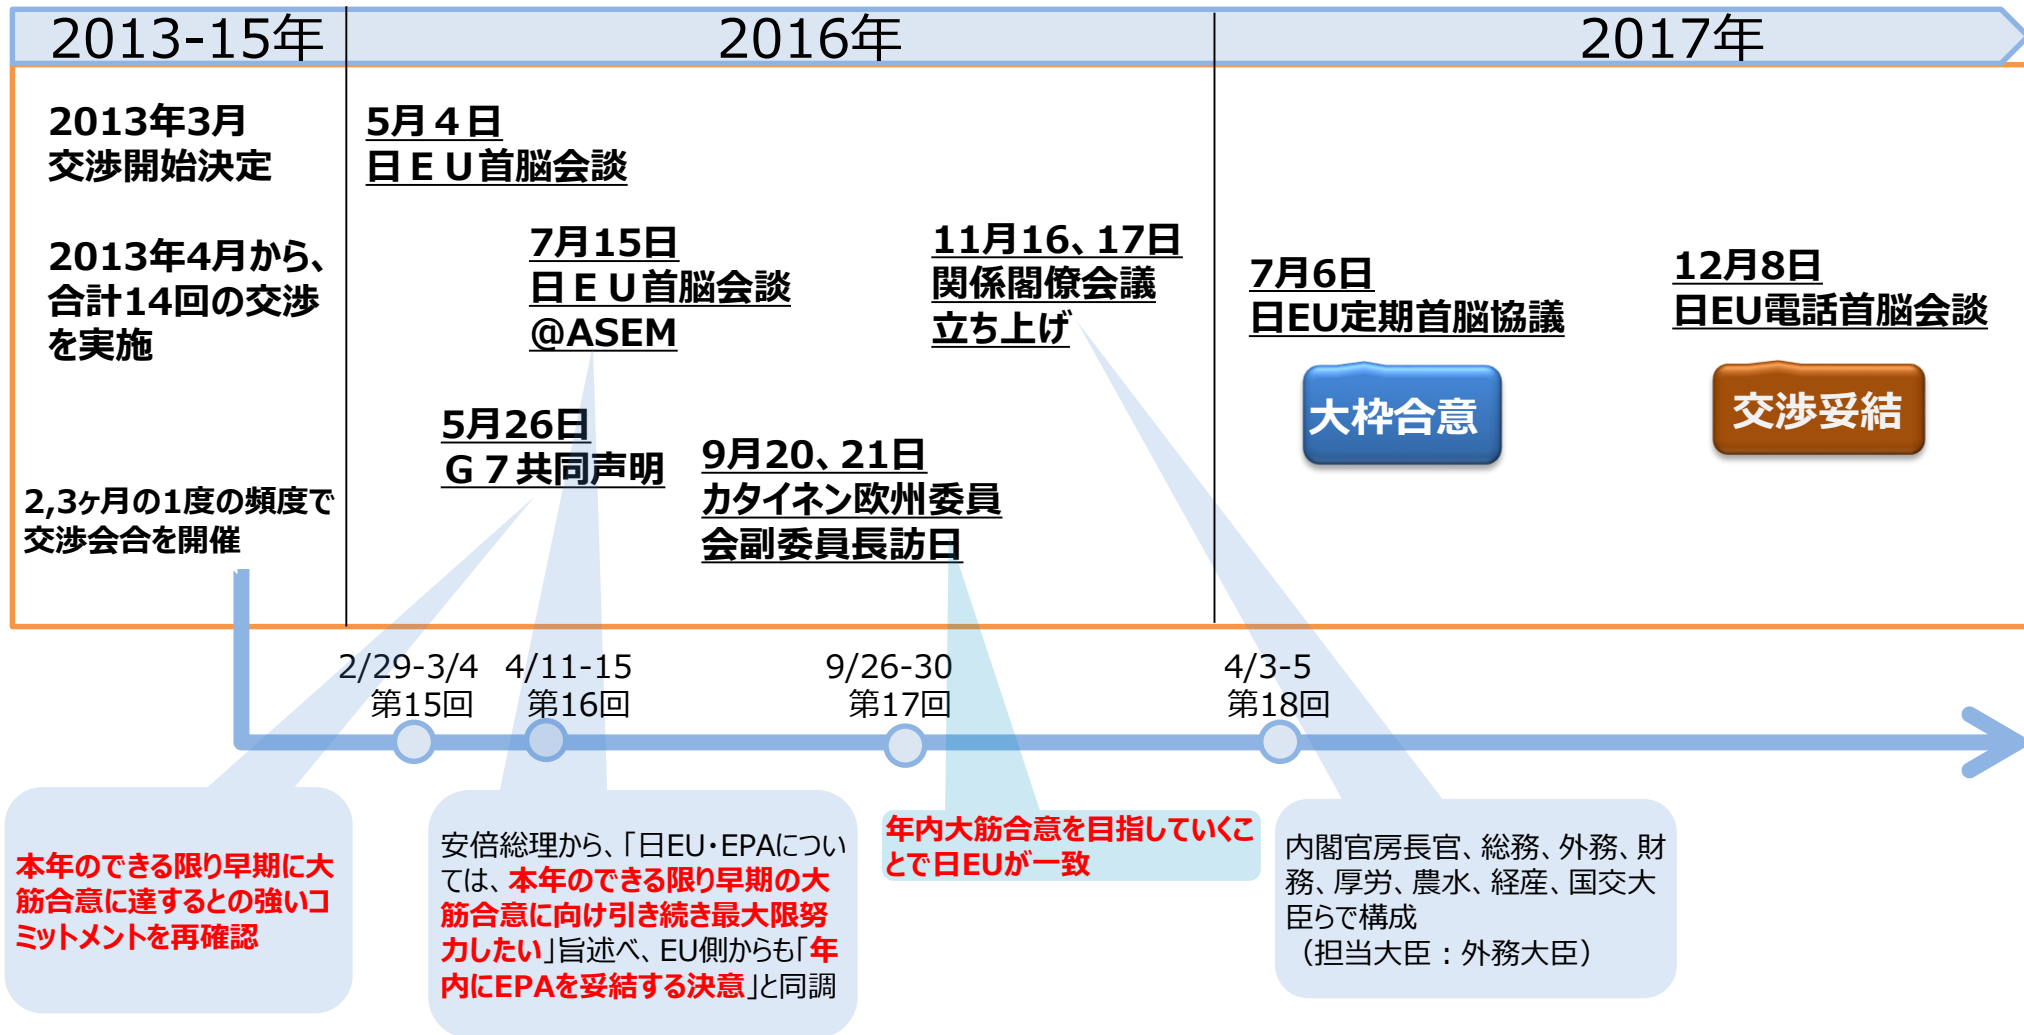 2013-15年
2016年
2017年
2013年3月
交渉開始決定
2013年4月から、
合計14回の交渉
を実施
2,3ヶ月の1度の頻度で
交渉会合を開催
5月４日
日ＥＵ首脳会談
7月15日
日ＥＵ首脳会談
@ASEM
5月26日
Ｇ７共同声明
9月20、21日
カタイネン欧州委員
会副委員長訪日
11月16、17日
関係閣僚会議
立ち上げ
7月6日
日EU定期首脳協議
大枠合意
12月8日
日EU電話首脳会談
交渉妥結
2/29-3/4
第15回
4/11-15
第16回
9/26-30
第17回
4/3-5
第18回
本年のできる限り早期に大
筋合意に達するとの強いコ
ミットメントを再確認
安倍総理から、「日EU・EPAについ
ては、本年のできる限り早期の大
筋合意に向け引き続き最大限努
力したい」旨述べ、EU側からも「年
内にEPAを妥結する決意」と同調
年内大筋合意を目指していくこ
とで日EUが一致
内閣官房長官、総務、外務、財
務、厚労、農水、経産、国交大
臣らで構成
（担当大臣：外務大臣）